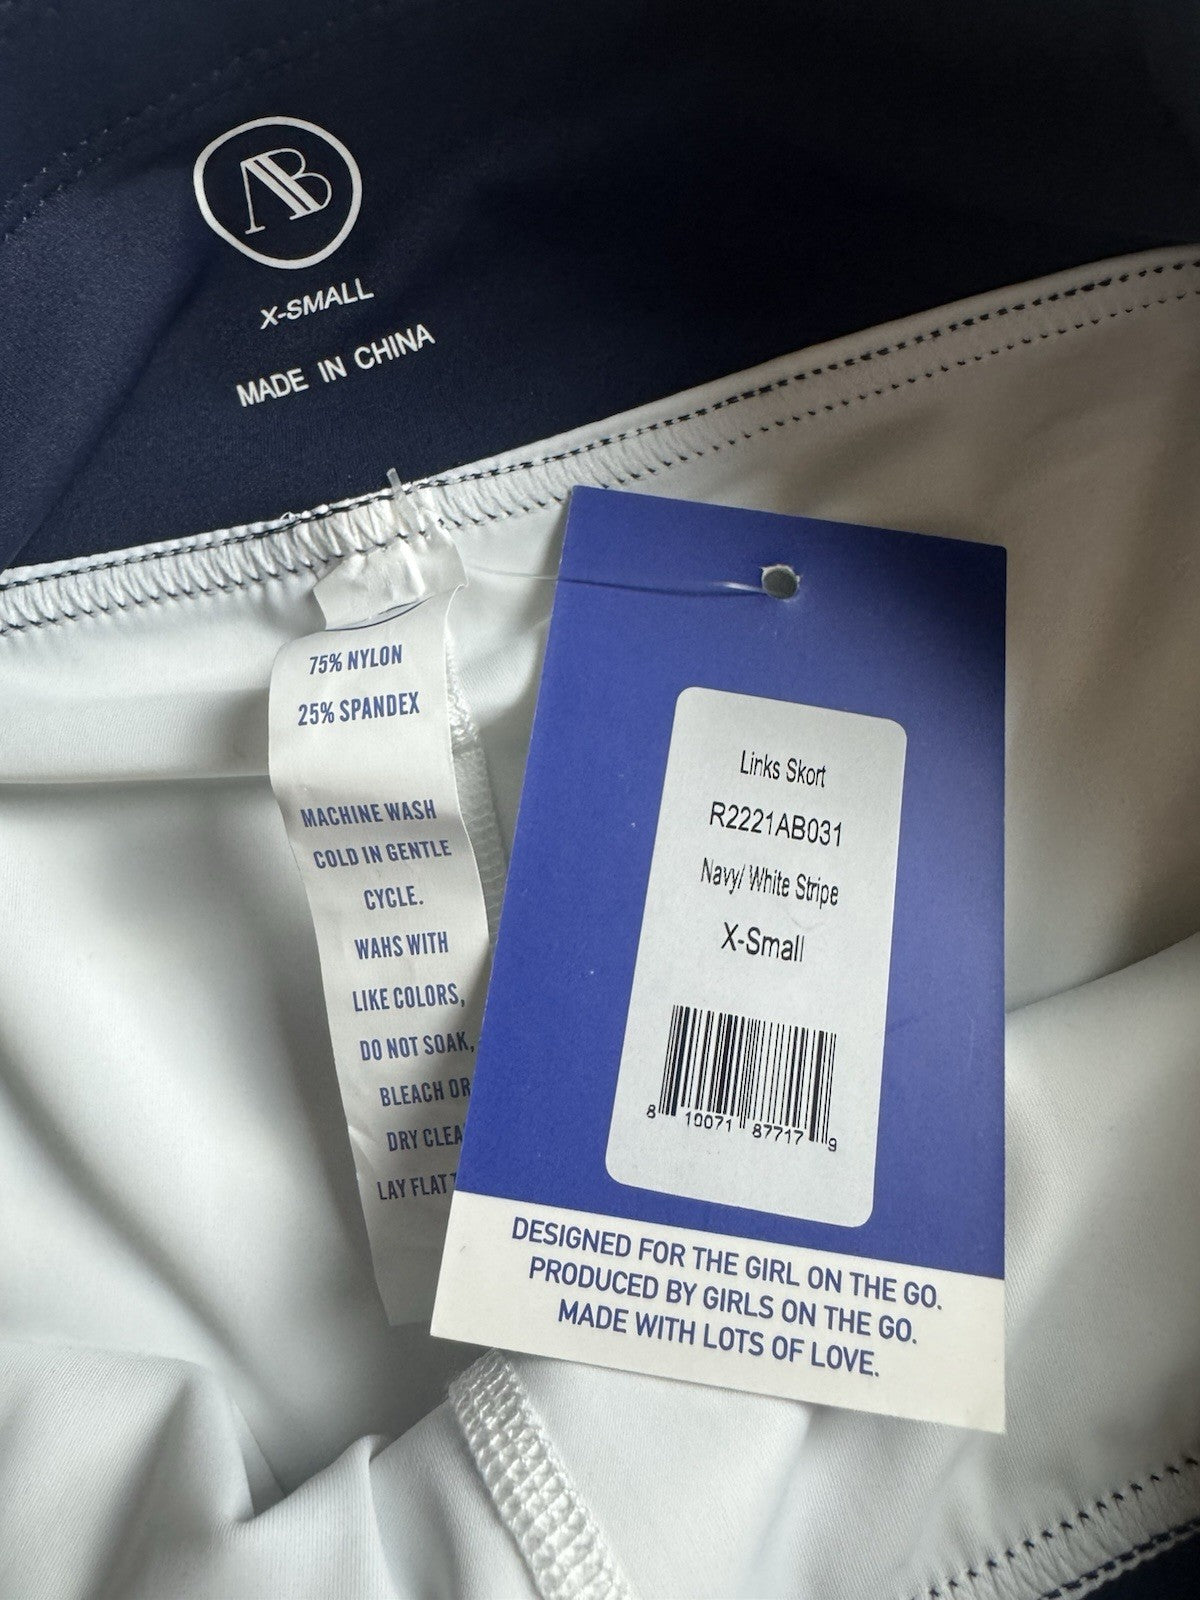 AB
X-SMALL
MADE IN CHINA
75% NYLON
25% SPANDEX
MACHINE WASH
COLD IN GENTLE
CYCLE.
WAHS WITH
LIKE COLORS,
DO NOT SOAK,
BLEACH OR
DRY CLEA
LAY FLAT
Links Skort
R2221AB031
Navy/ White Stripe
X-Small
8 10071 87717 9
DESIGNED FOR THE GIRL ON THE GO.
PRODUCED BY GIRLS ON THE GO.
MADE WITH LOTS OF LOVE.